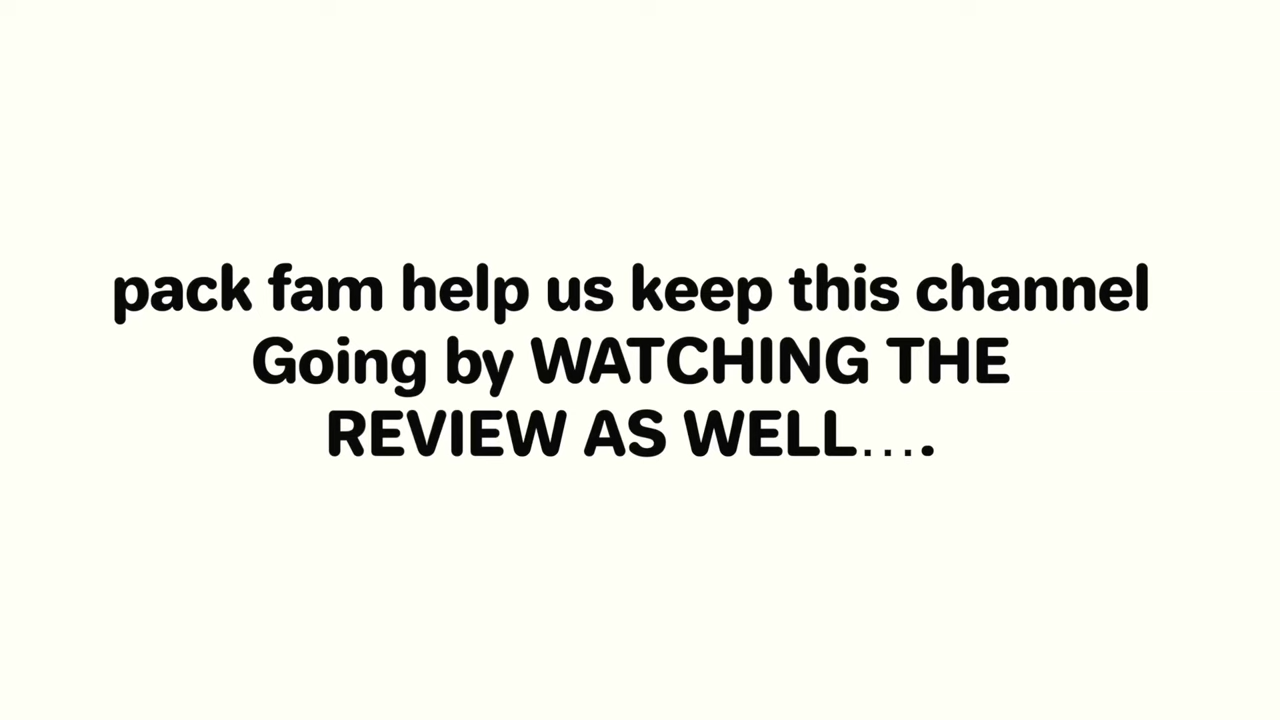 pack fam help us keep this channel
Going by WATCHING THE
REVIEW AS WELL….